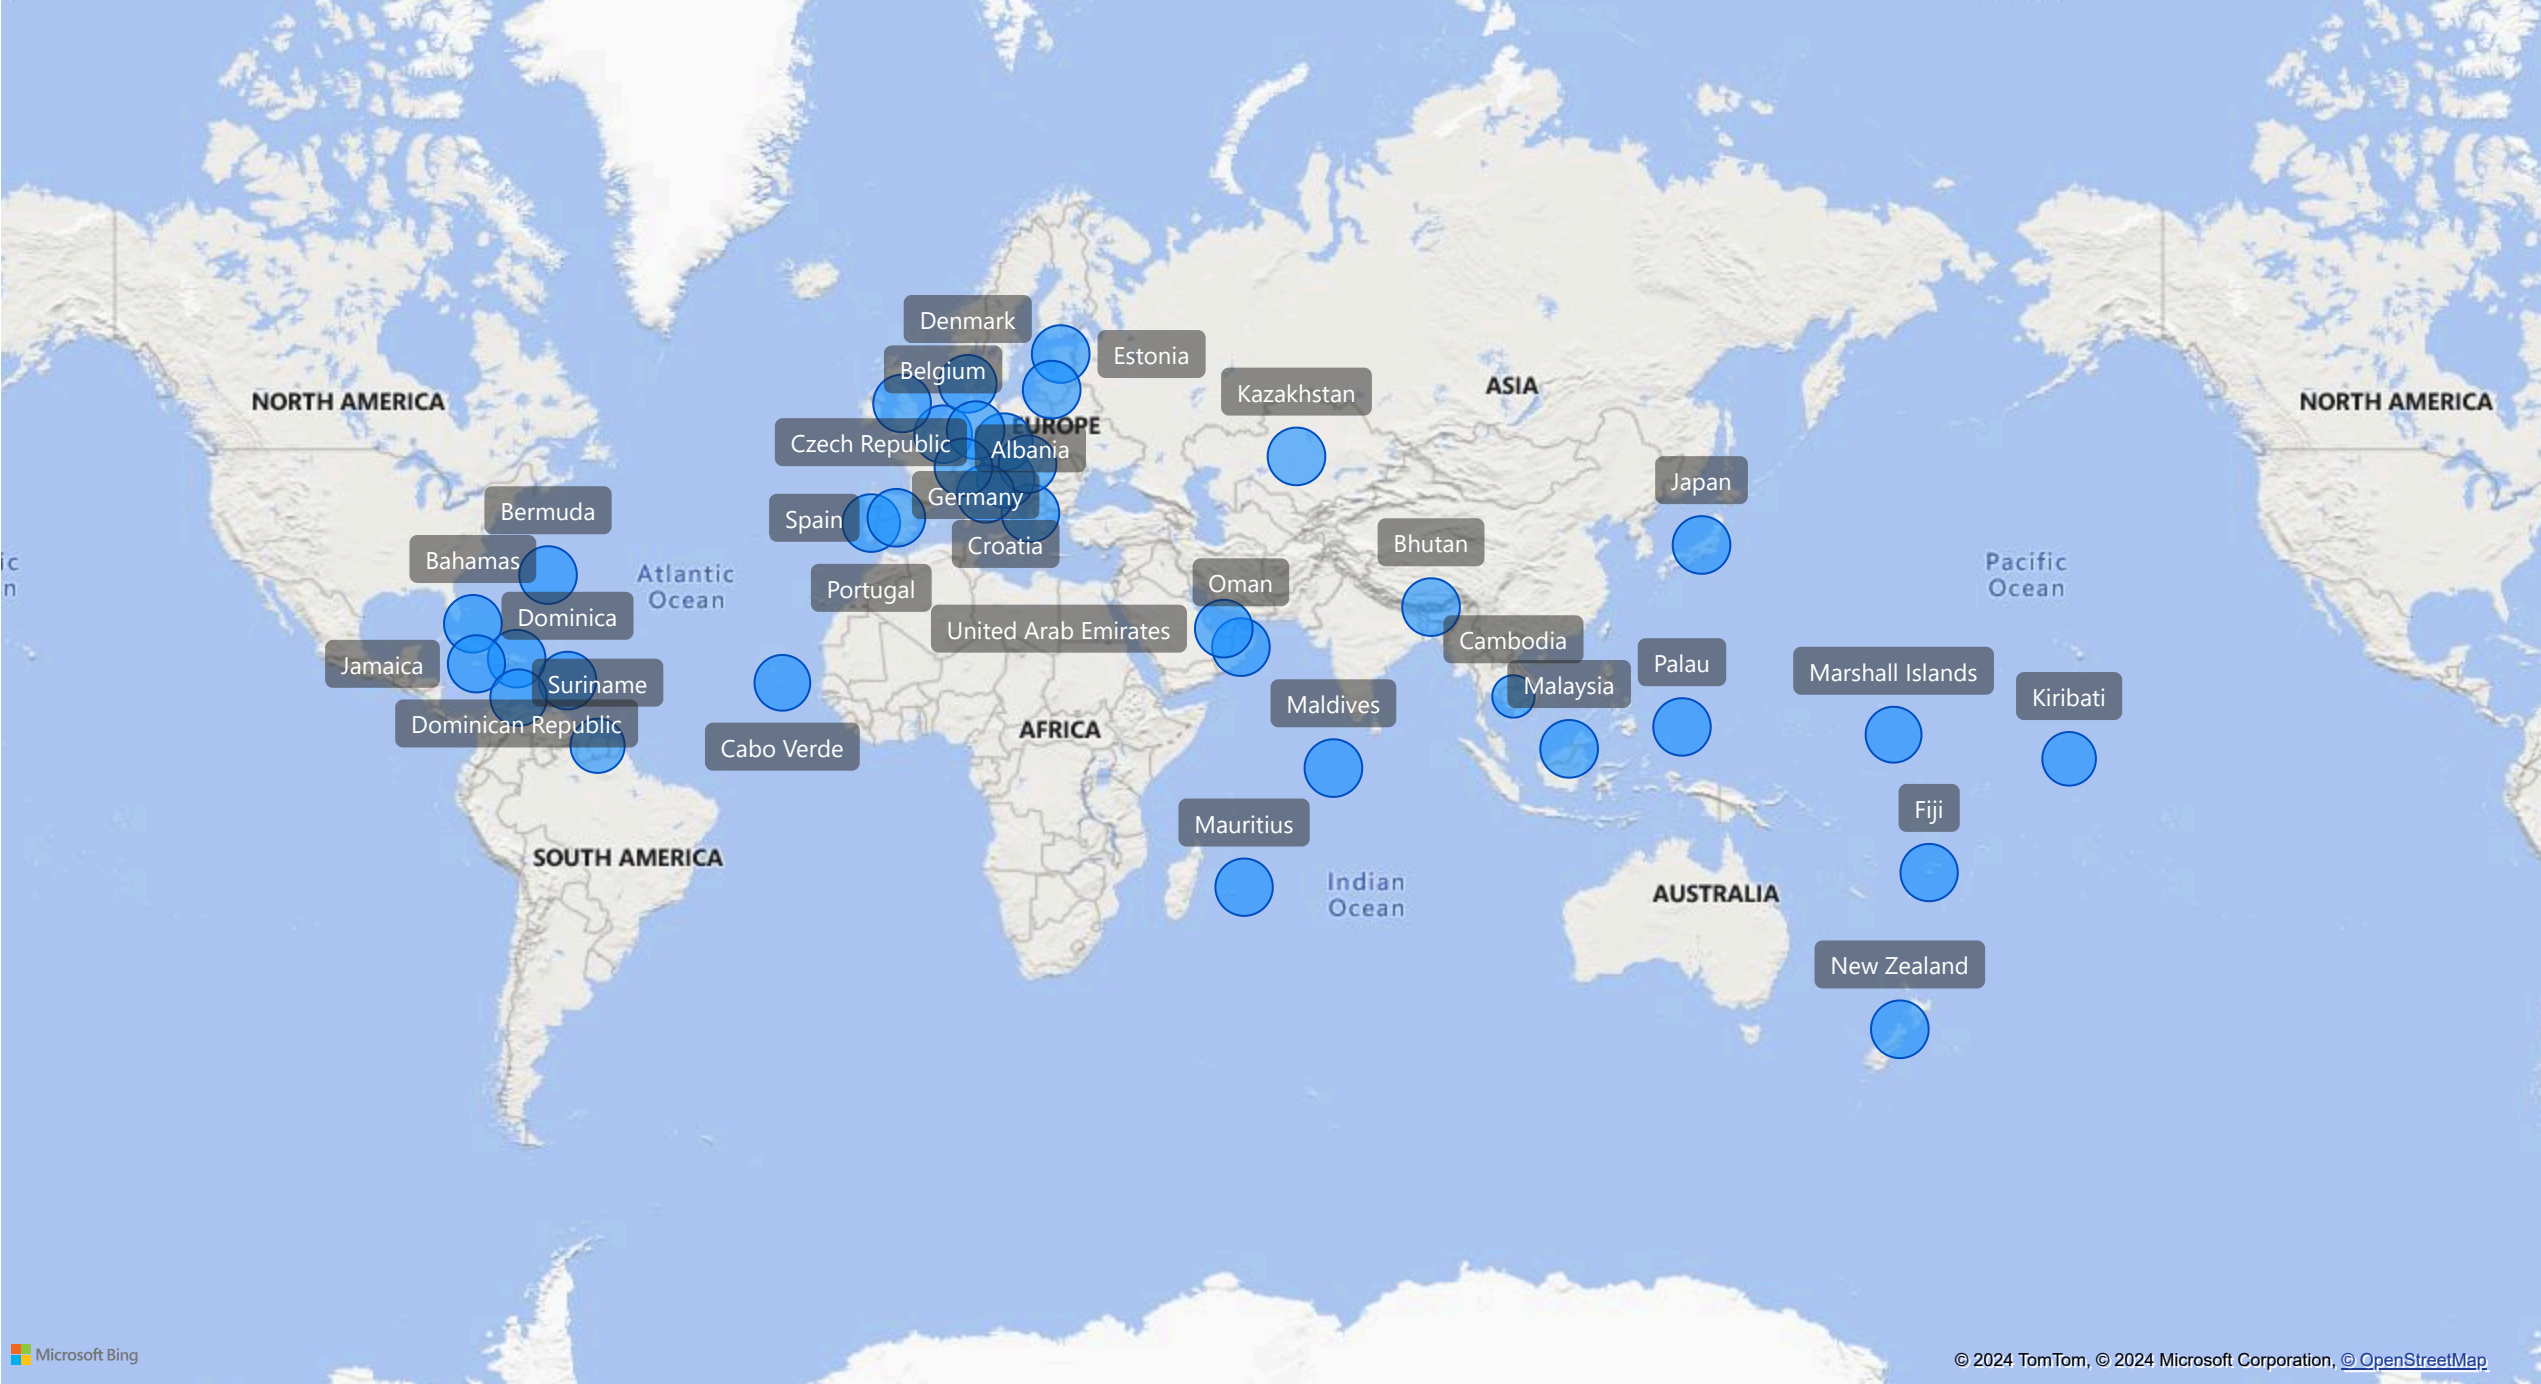 Denmark
Estonia
Belgium
Kazakhstan
ASIA
NORTH AMERICA
NORTH AMERICA
EUROPE
Czech Republic
Albania
Japan
Germany
Bermuda
Spain
Croatia
Bhutan
Bahamas
Atlantic
Ocean
Portugal
Oman
Pacific
Ocean
ic
n
Dominica
United Arab Emirates
Cambodia
Jamaica
Suriname
Palau
Malaysia
Marshall Islands
Kiribati
Maldives
Dominican Republic
AFRICA
Cabo Verde
Fiji
Mauritius
SOUTH AMERICA
Indian
Ocean
AUSTRALIA
New Zealand
Microsoft Bing
© 2024 TomTom, © 2024 Microsoft Corporation, © OpenStreetMap